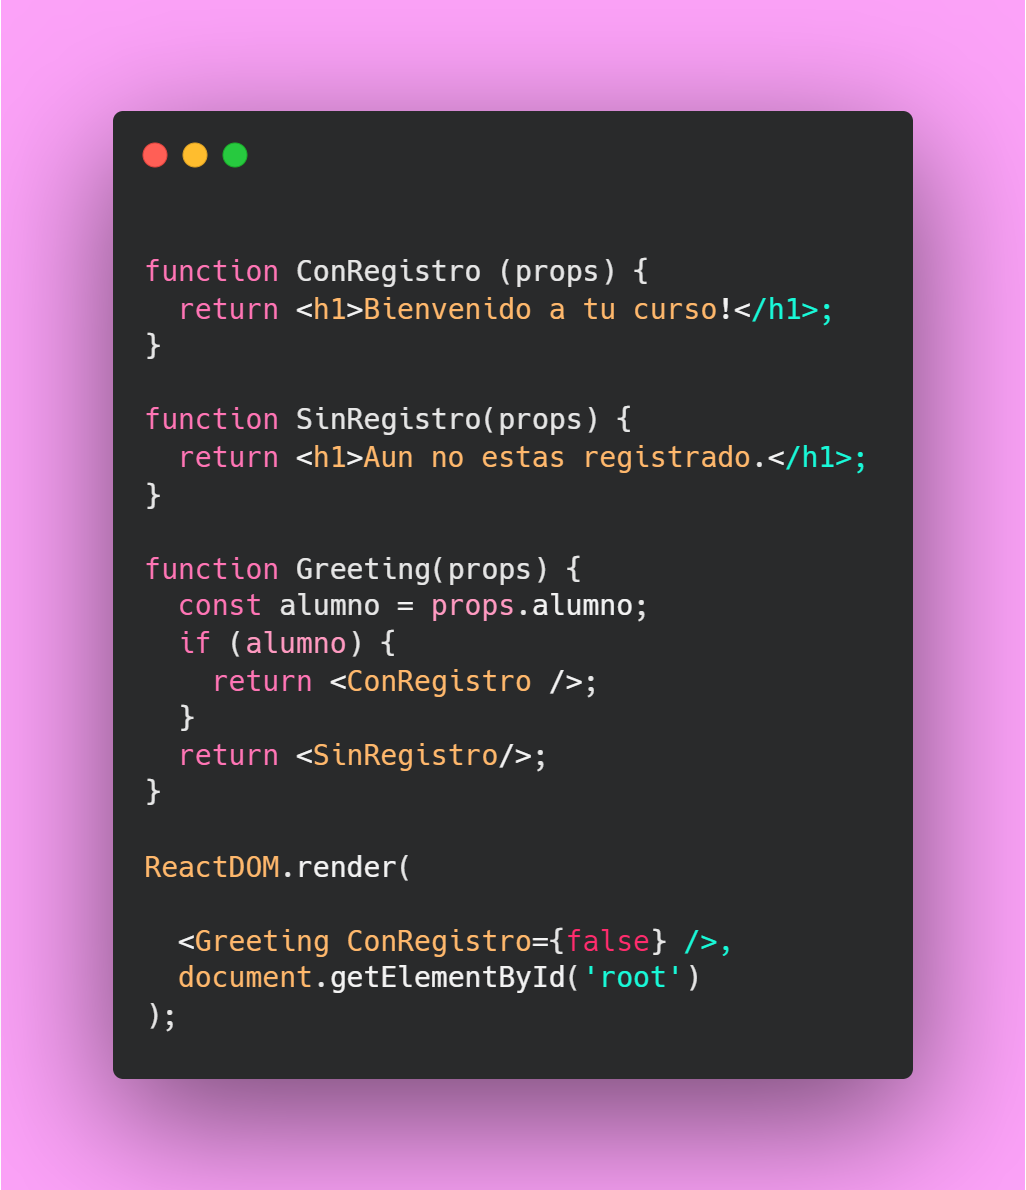 function ConRegistro (props) {
  return <h1>Bienvenido a tu curso!</h1>;
}

function SinRegistro(props) {
  return <h1>Aun no estas registrado.</h1>;
}

function Greeting(props) {
  const alumno = props.alumno;
  if (alumno) {
    return <ConRegistro />;
  }
  return <SinRegistro/>;
}

ReactDOM.render(

  <Greeting ConRegistro={false} />,
  document.getElementById('root')
);